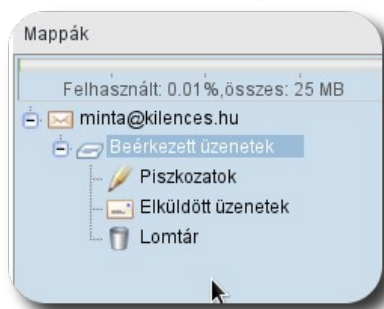 Mappák
Felhasznált: 0.01%,összes: 25 MB
minta@kilences.hu
Beérkezett üzenetek
Piszkozatok
Elküldött üzenetek
Lomtár